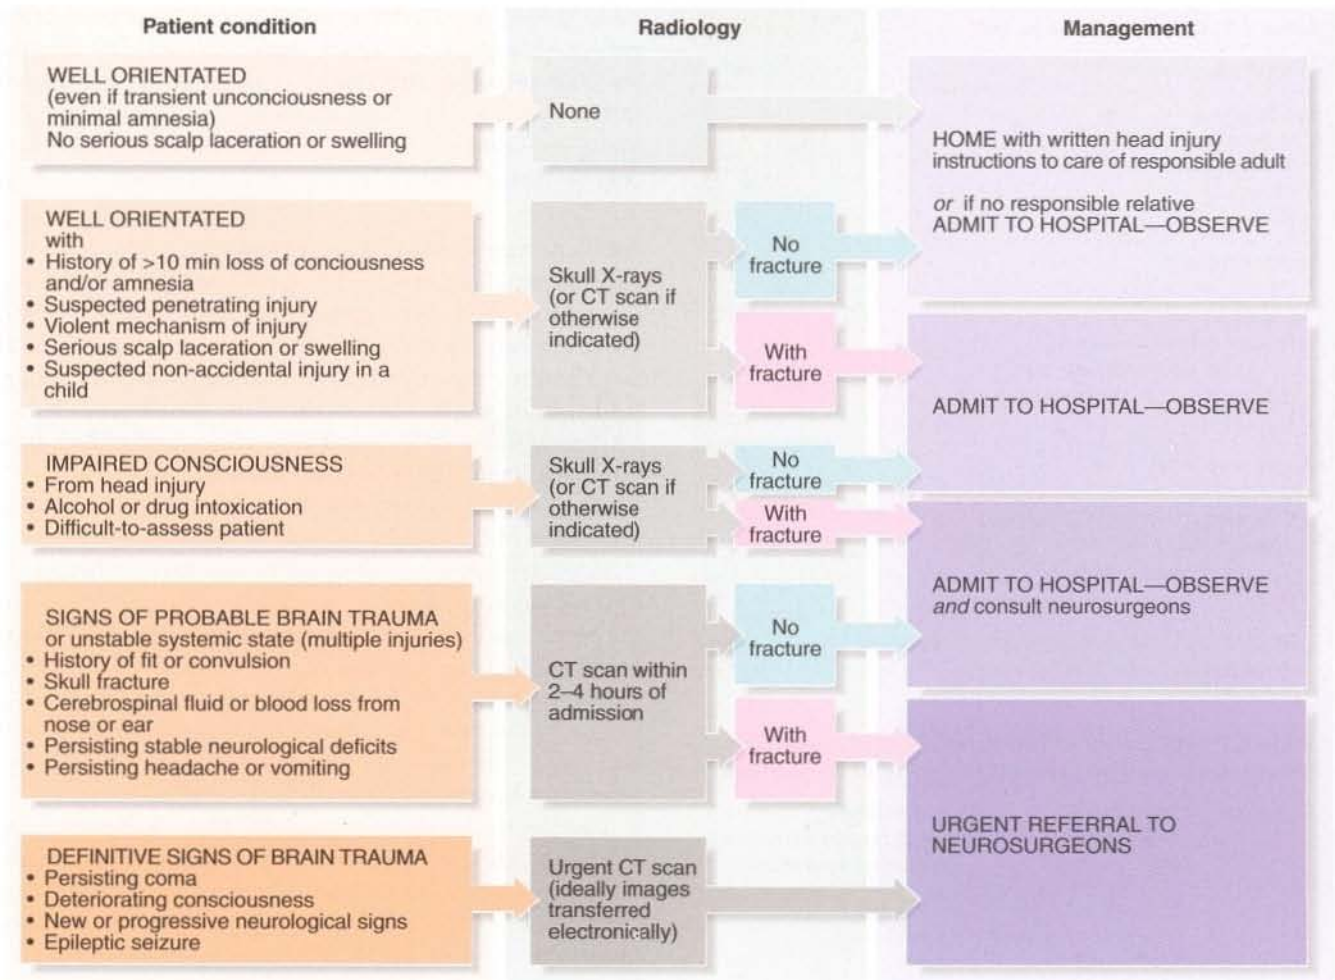 Patient condition
Radiology
Management
WELL ORIENTATED
(even if transient unconciousness or
minimal amnesia)
No serious scalp laceration or swelling
None
HOME with written head injury
instructions to care of responsible adult
or if no responsible relative
ADMIT TO HOSPITAL—OBSERVE
WELL ORIENTATED
with
• History of >10 min loss of conciousness
and/or amnesia
• Suspected penetrating injury
• Violent mechanism of injury
• Serious scalp laceration or swelling
• Suspected non-accidental injury in a
child
Skull X-rays
(or CT scan if
otherwise
indicated)
No
fracture
With
fracture
ADMIT TO HOSPITAL—OBSERVE
IMPAIRED CONSCIOUSNESS
• From head injury
• Alcohol or drug intoxication
• Difficult-to-assess patient
Skull X-rays
(or CT scan if
otherwise
indicated)
No
fracture
With
fracture
ADMIT TO HOSPITAL—OBSERVE
and consult neurosurgeons
SIGNS OF PROBABLE BRAIN TRAUMA
or unstable systemic state (multiple injuries)
• History of fit or convulsion
• Skull fracture
• Cerebrospinal fluid or blood loss from
nose or ear
• Persisting stable neurological deficits
• Persisting headache or vomiting
CT scan within
2–4 hours of
admission
No
fracture
With
fracture
URGENT REFERRAL TO
NEUROSURGEONS
DEFINITIVE SIGNS OF BRAIN TRAUMA
• Persisting coma
• Deteriorating consciousness
• New or progressive neurological signs
• Epileptic seizure
Urgent CT scan
(ideally images
transferred
electronically)